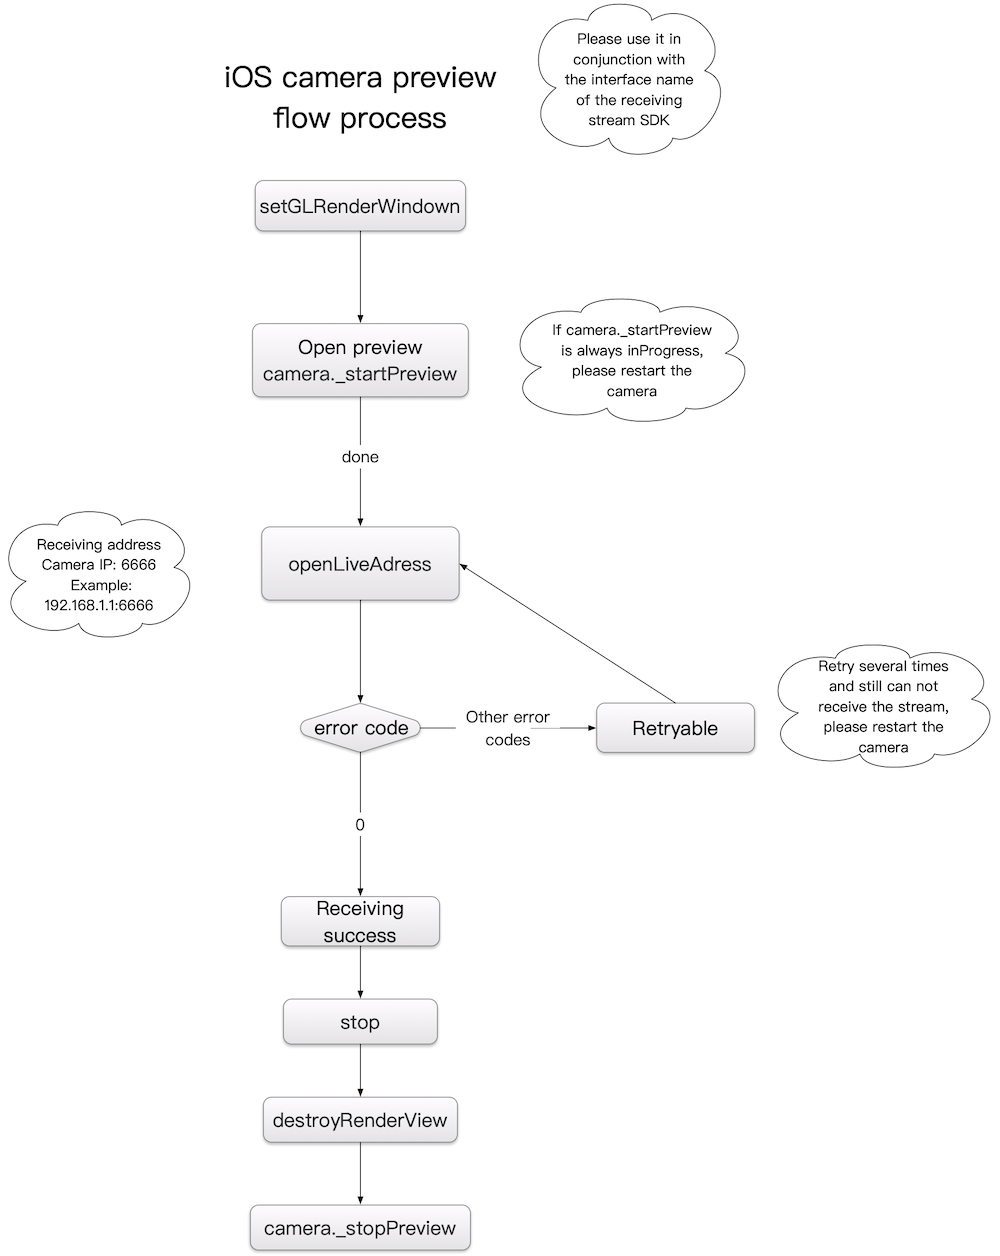 iOS camera preview
flow process
Please use it in
conjunction with
the interface name
of the receiving
stream SDK
setGLRenderWindown
Open preview
camera._startPreview
If camera._startPreview
is always inProgress,
please restart the
camera
done
Receiving address
Camera IP: 6666
Example:
192.168.1.1:6666
openLiveAdress
error code
Other error
codes
Retryable
Retry several times
and still can not
receive the stream,
please restart the
camera
0
Receiving
success
stop
destroyRenderView
camera._stopPreview